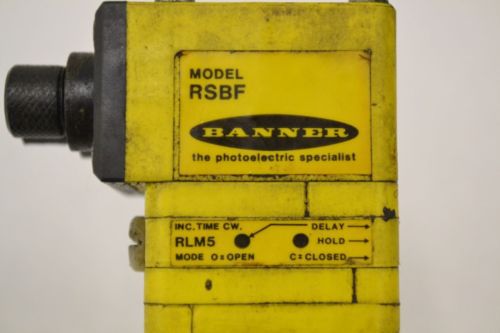 MODEL
RSBF
BANNER
the photoelectric specialist
INC. TIME CW. DELAY
RLM5 HOLD
MODE O=OPEN C=CLOSED